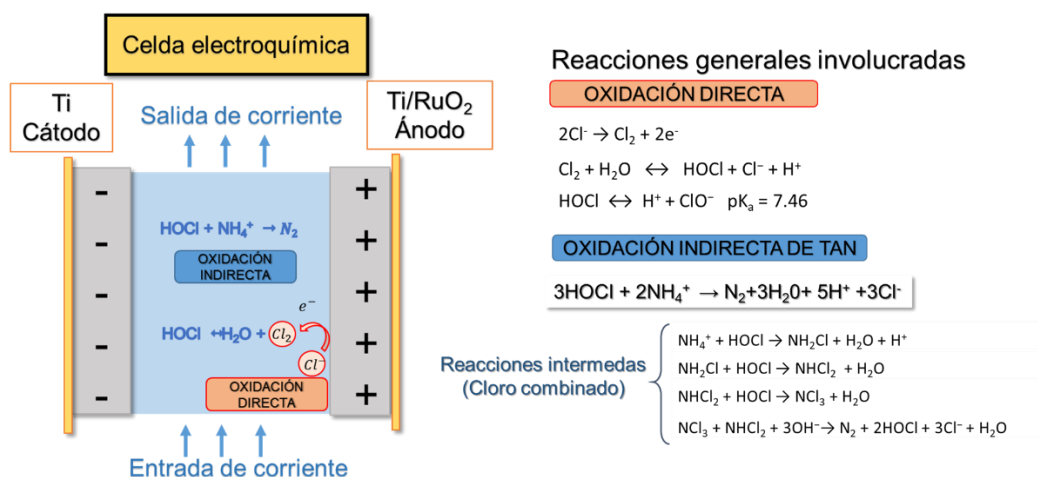 Celda electroquímica
Ti
Cátodo
Ti/RuO₂
Ánodo
Salida de corriente
-
-
-
-
-
+
+
+
+
+
HOCl + NH₄⁺ → N₂
OXIDACIÓN
INDIRECTA
e⁻
HOCl ↔H₂O + Cl₂
Cl⁻
OXIDACIÓN
DIRECTA
Entrada de corriente
Reacciones generales involucradas
OXIDACIÓN DIRECTA
2Cl⁻ → Cl₂ + 2e⁻
Cl₂ + H₂O ↔ HOCl + Cl⁻ + H⁺
HOCl ↔ H⁺ + ClO⁻ pKₐ = 7.46
OXIDACIÓN INDIRECTA DE TAN
3HOCl + 2NH₄⁺ → N₂+3H₂0+ 5H⁺ +3Cl⁻
Reacciones intermedas
(Cloro combinado)
NH₄⁺ + HOCl → NH₂Cl + H₂O + H⁺
NH₂Cl + HOCl → NHCl₂ + H₂O
NHCl₂ + HOCl → NCl₃ + H₂O
NCl₃ + NHCl₂ + 3OH⁻→ N₂ + 2HOCl + 3Cl⁻ + H₂O